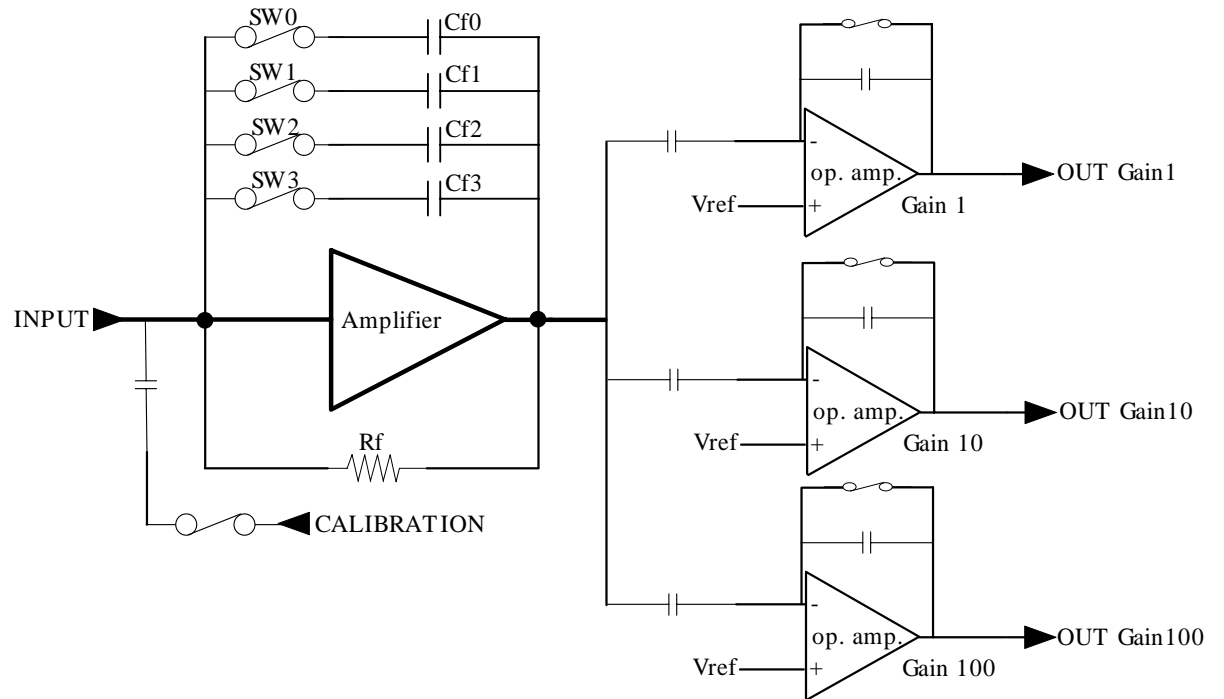 SW0
Cf0
SW1
Cf1
SW2
Cf2
SW3
Cf3
INPUT
Amplifier
Rf
CALIBRATION
-
op. amp.
+
Vref
Gain 1
OUT Gain1
-
op. amp.
+
Vref
Gain 10
OUT Gain10
-
op. amp.
+
Vref
Gain 100
OUT Gain100